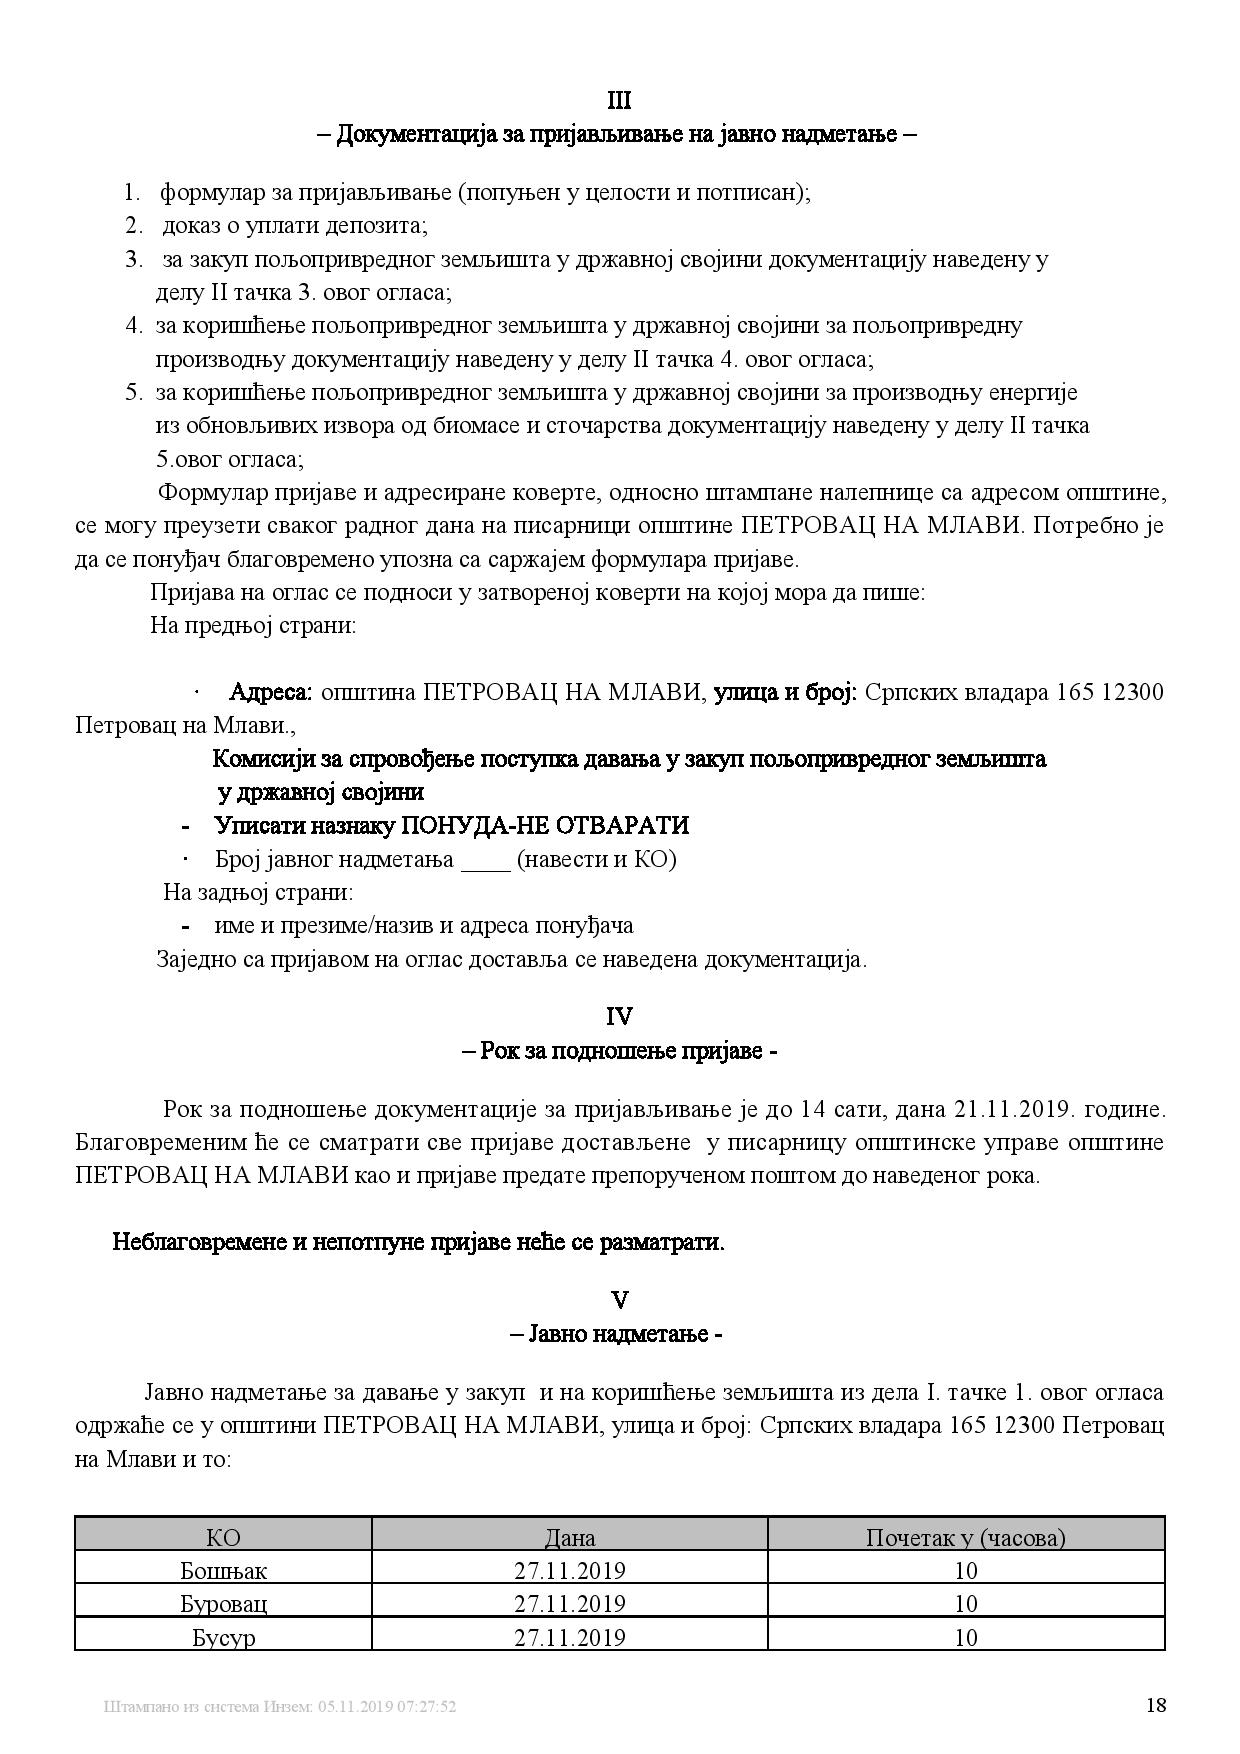 III
– Документација за пријављивање на јавно надметање –
1. формулар за пријављивање (попуњен у целости и потписан);
2. доказ о уплати депозита;
3. за закуп пољопривредног земљишта у државној својини документацију наведену у
делу II тачка 3. овог огласа;
4. за коришћење пољопривредног земљишта у државној својини за пољопривредну
производњу документацију наведену у делу II тачка 4. овог огласа;
5. за коришћење пољопривредног земљишта у државној својини за производњу енергије
из обновљивих извора од биомасе и сточарства документацију наведену у делу II тачка
5.овог огласа;
Формулар пријаве и адресиране коверте, односно штампане налепнице са адресом општине,
се могу преузети сваког радног дана на писарници општине ПЕТРОВАЦ НА МЛАВИ. Потребно је
да се понуђач благовремено упозна са саржајем формулара пријаве.
Пријава на оглас се подноси у затвореној коверти на којој мора да пише:
На предњој страни:
· Адреса: општина ПЕТРОВАЦ НА МЛАВИ, улица и број: Српских владара 165 12300
Петровац на Млави.,
Комисији за спровођење поступка давања у закуп пољопривредног земљишта
у државној својини
- Уписати назнаку ПОНУДА-НЕ ОТВАРАТИ
· Број јавног надметања ____ (навести и КО)
На задњој страни:
- име и презиме/назив и адреса понуђача
Заједно са пријавом на оглас доставља се наведена документација.
IV
– Рок за подношење пријаве -
Рок за подношење документације за пријављивање је до 14 сати, дана 21.11.2019. године.
Благовременим ће се сматрати све пријаве достављене у писарницу општинске управе општине
ПЕТРОВАЦ НА МЛАВИ као и пријаве предате препорученом поштом до наведеног рока.
Неблаговремене и непотпуне пријаве неће се разматрати.
V
– Јавно надметање -
Јавно надметање за давање у закуп и на коришћење земљишта из дела I. тачке 1. овог огласа
одржаће се у општини ПЕТРОВАЦ НА МЛАВИ, улица и број: Српских владара 165 12300 Петровац
на Млави и то:
КО Дана Почетак у (часова)
Бошњак 27.11.2019 10
Буровац 27.11.2019 10
Бусур 27.11.2019 10
Штампано из система Инзем: 05.11.2019 07:27:52 18